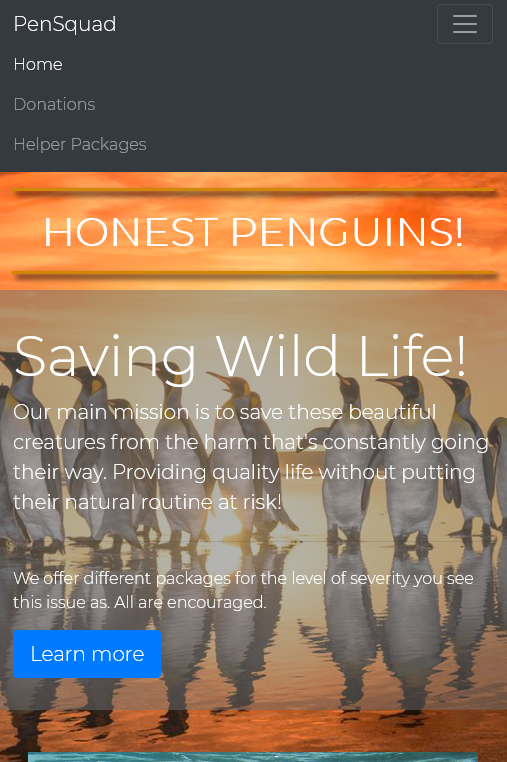 PenSquad
Home
Donations
Helper Packages
HONEST PENGUINS!
Saving Wild Life!
Our main mission is to save these beautiful
creatures from the harm that's constantly going
their way. Providing quality life without putting
their natural routine at risk!
We offer different packages for the level of severity you see
this issue as. All are encouraged.
Learn more